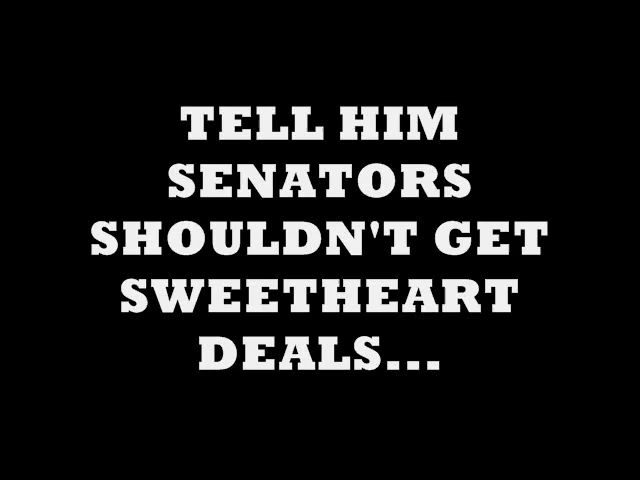 TELL HIM
SENATORS
SHOULDN'T GET
SWEETHEART
DEALS...